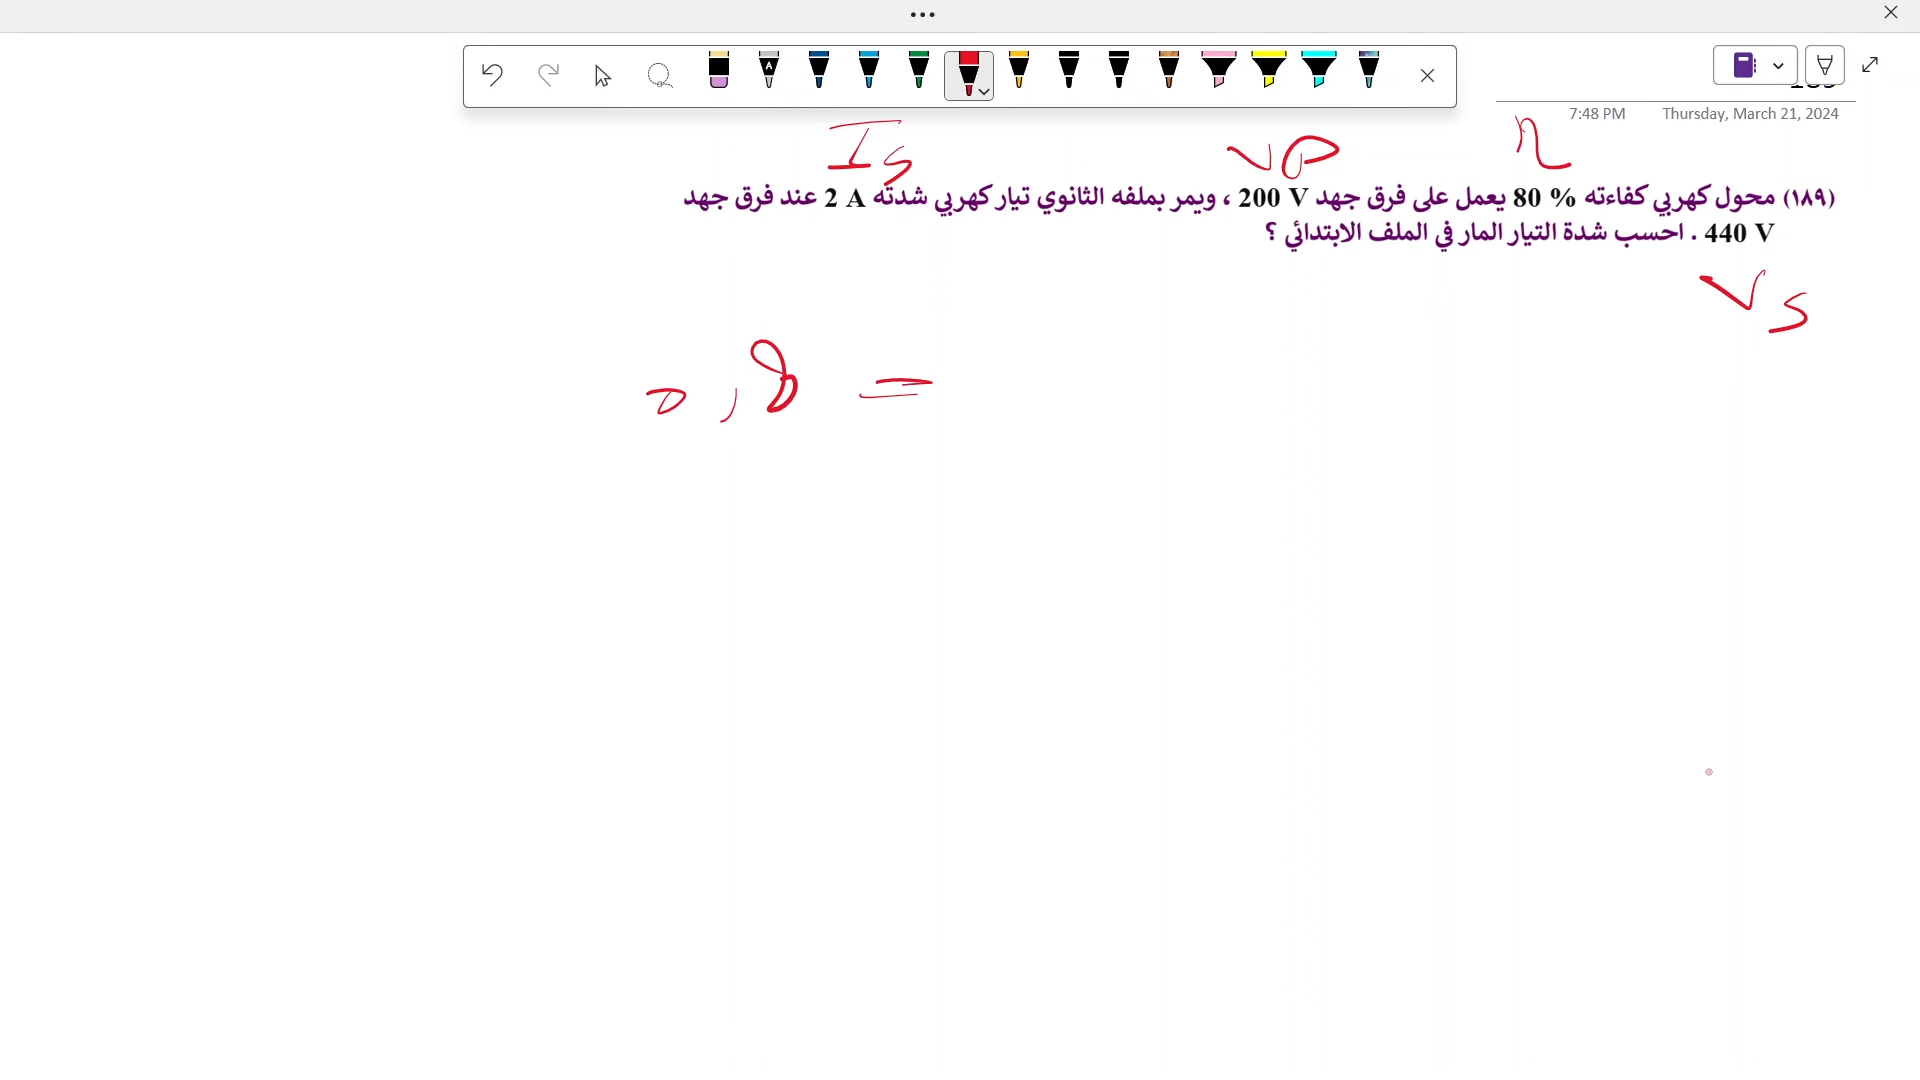 7:48 PM Thursday, March 21, 2024
Is VP η
(١٨٩) محول كهربي كفاءته % 80 يعمل على فرق جهد 200 V ، ويمر بملفه الثانوي تيار كهربي شدته 2 A عند فرق جهد
440 V . احسب شدة التيار المار في الملف الابتدائي ؟
Vs
0,8 =